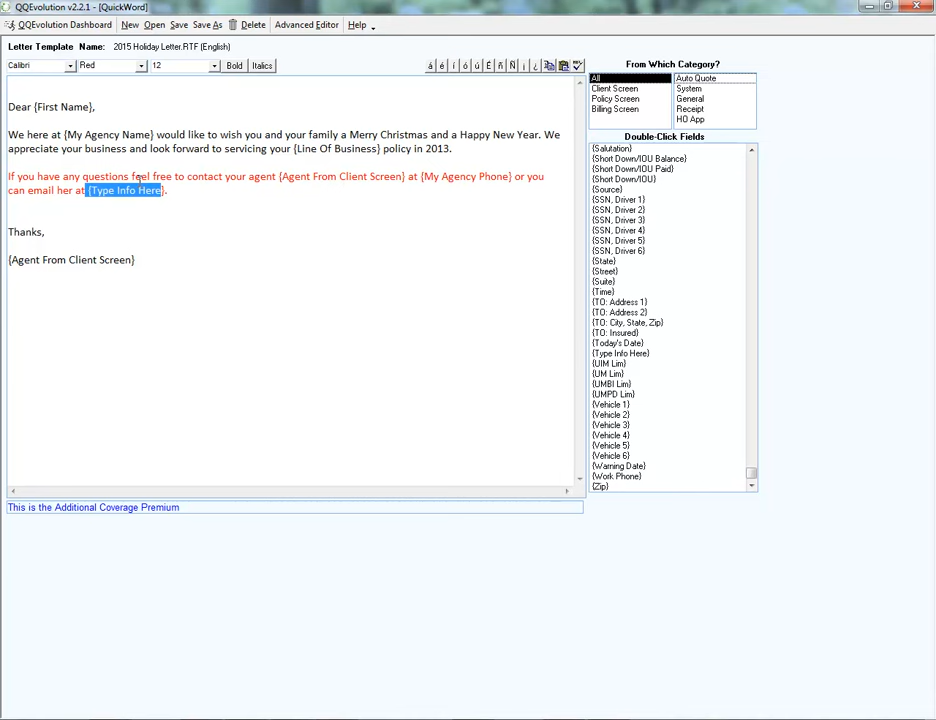 QQEvolution v2.2.1 - [QuickWord]
QQEvolution Dashboard New Open Save Save As Delete Advanced Editor Help
Letter Template Name: 2015 Holiday Letter.RTF (English)
Calibri Red 12 Bold Italics á é í ó ú É ñ Ñ ¡ ¿
Dear {First Name},
We here at {My Agency Name} would like to wish you and your family a Merry Christmas and a Happy New Year. We
appreciate your business and look forward to servicing your {Line Of Business} policy in 2013.
If you have any questions feel free to contact your agent {Agent From Client Screen} at {My Agency Phone} or you
can email her at {Type Info Here}.
Thanks,
{Agent From Client Screen}
This is the Additional Coverage Premium
From Which Category?
All
Client Screen
Policy Screen
Billing Screen
Auto Quote
System
General
Receipt
HO App
Double-Click Fields
{Salutation}
{Short Down/IOU Balance}
{Short Down/IOU Paid}
{Short Down/IOU}
{Source}
{SSN, Driver 1}
{SSN, Driver 2}
{SSN, Driver 3}
{SSN, Driver 4}
{SSN, Driver 5}
{SSN, Driver 6}
{State}
{Street}
{Suite}
{Time}
{TO: Address 1}
{TO: Address 2}
{TO: City, State, Zip}
{TO: Insured}
{Today's Date}
{Type Info Here}
{UIM Lim}
{UM Lim}
{UMBI Lim}
{UMPD Lim}
{Vehicle 1}
{Vehicle 2}
{Vehicle 3}
{Vehicle 4}
{Vehicle 5}
{Vehicle 6}
{Warning Date}
{Work Phone}
{Zip}